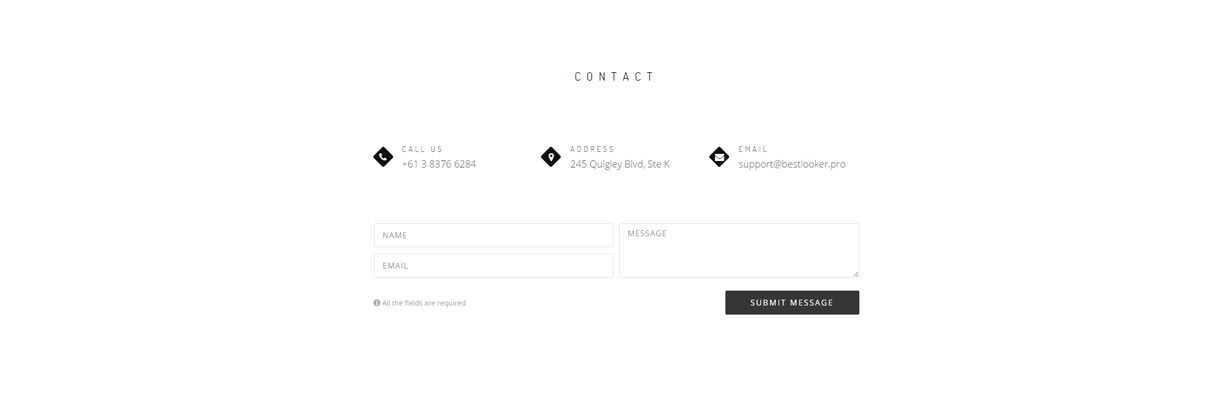 CONTACT
CALL US
+61 3 8376 6284
ADDRESS
245 Quigley Blvd, Ste K
EMAIL
support@bestlooker.pro
NAME
EMAIL
MESSAGE
All the fields are required
SUBMIT MESSAGE